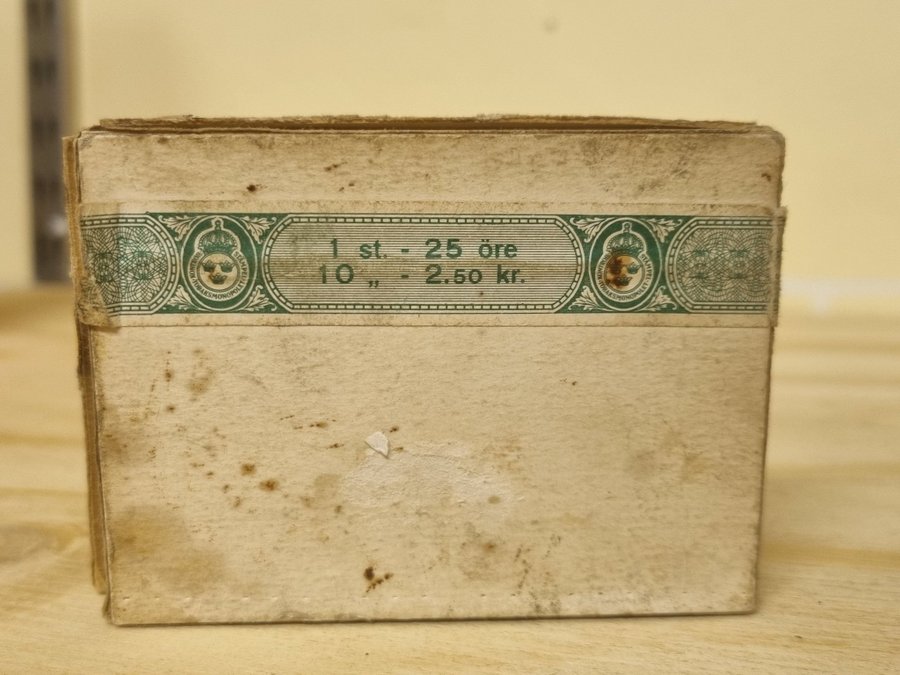 1 st. - 25 öre
10 „ - 2.50 kr.